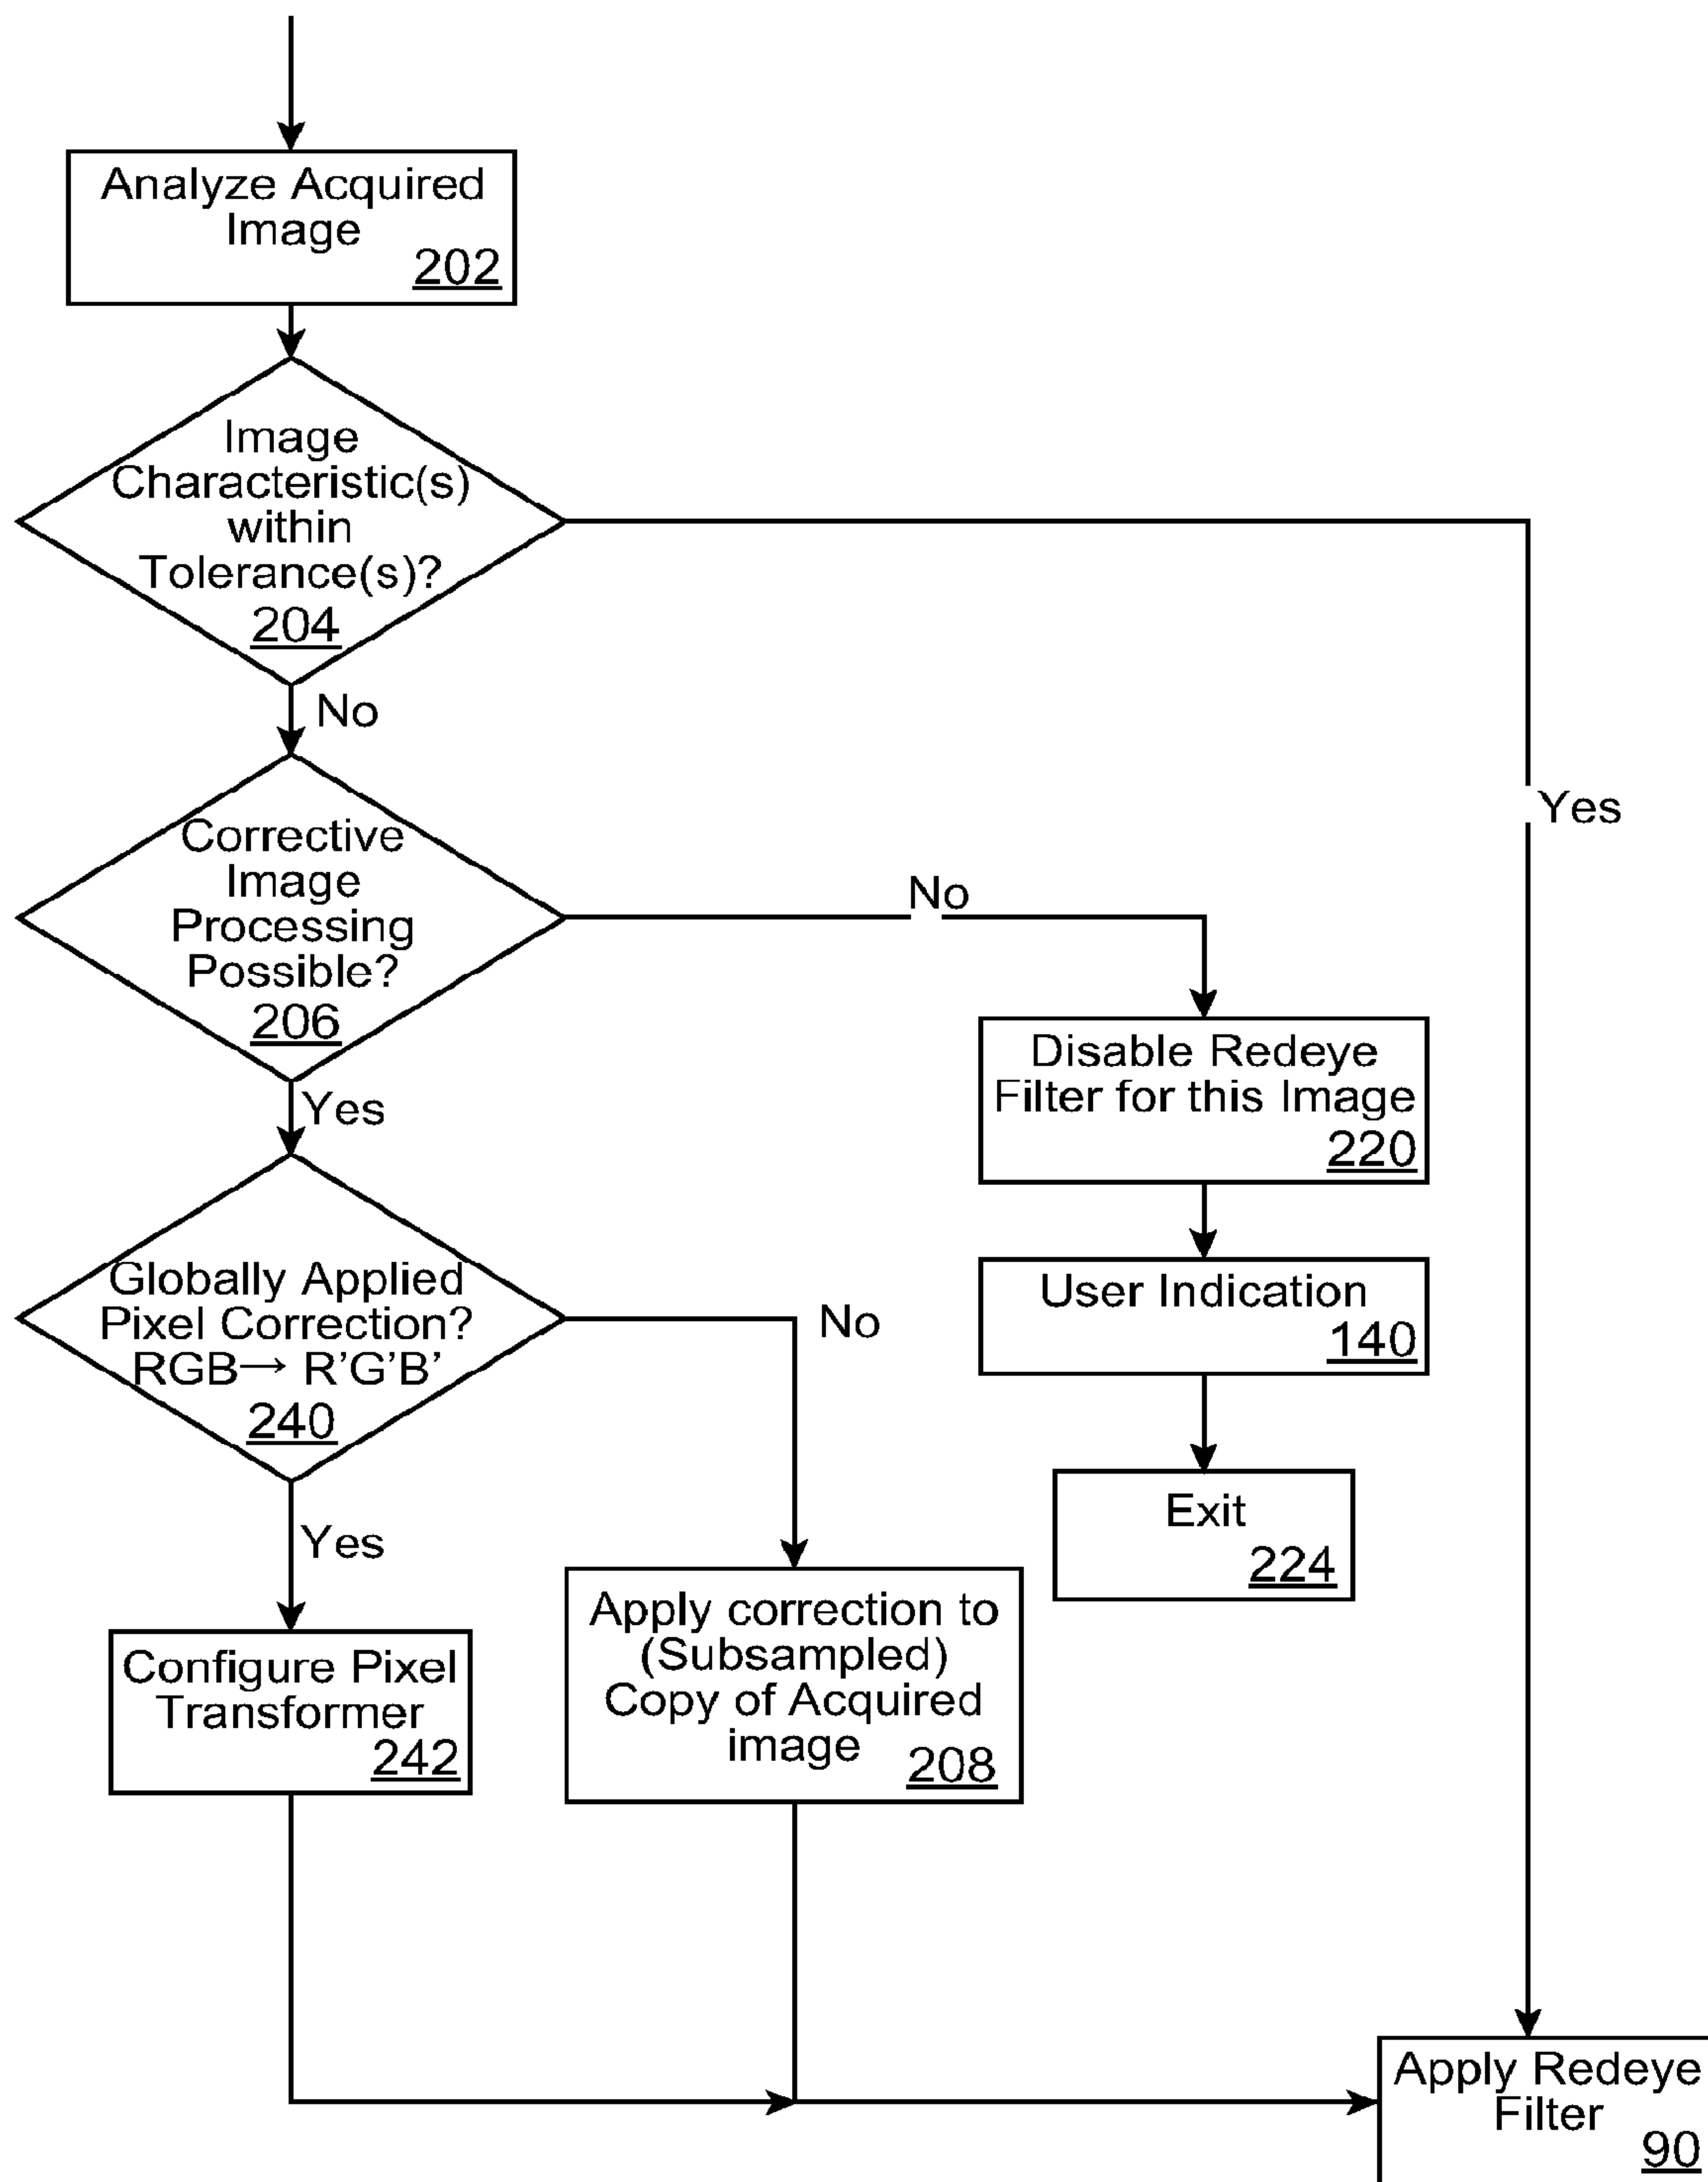 Analyze Acquired
Image
202
Image
Characteristic(s)
within
Tolerance(s)?
204
No
Yes
Corrective
Image
Processing
Possible?
206
No
Yes
Disable Redeye
Filter for this Image
220
User Indication
140
Exit
224
Globally Applied
Pixel Correction?
RGB→ R'G'B'
240
No
Yes
Configure Pixel
Transformer
242
Apply correction to
(Subsampled)
Copy of Acquired
image
208
Apply Redeye
Filter
90